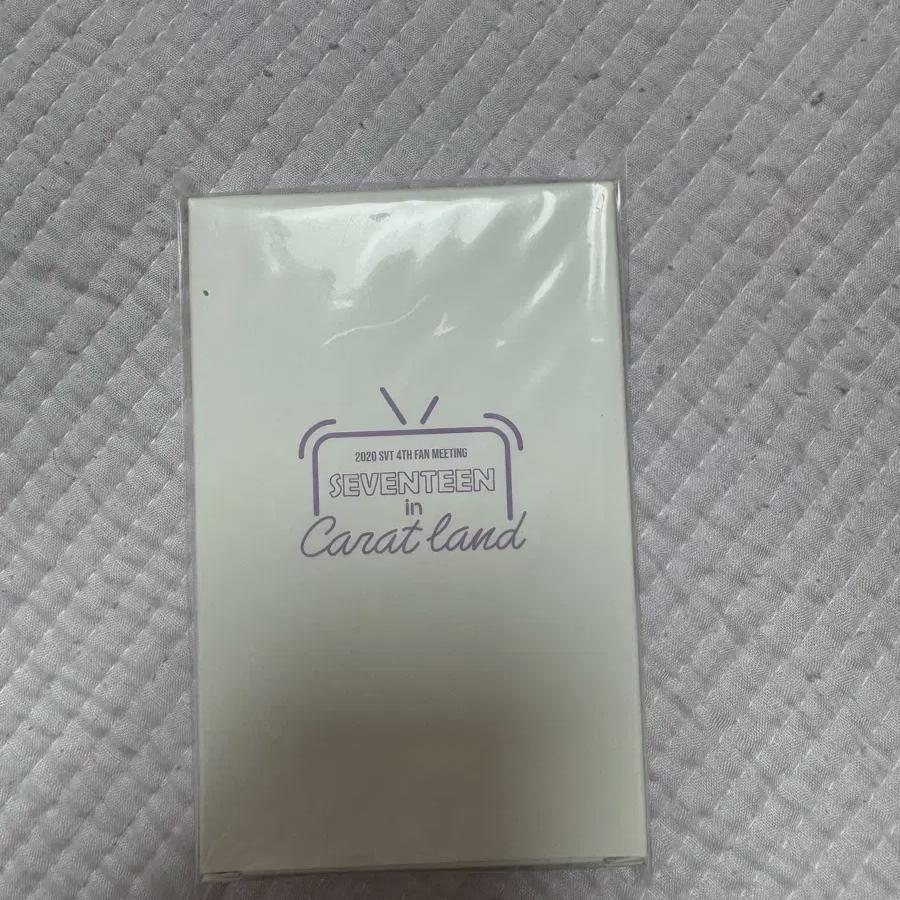 2020 SVT 4TH FAN MEETING
SEVENTEEN
in
Carat land